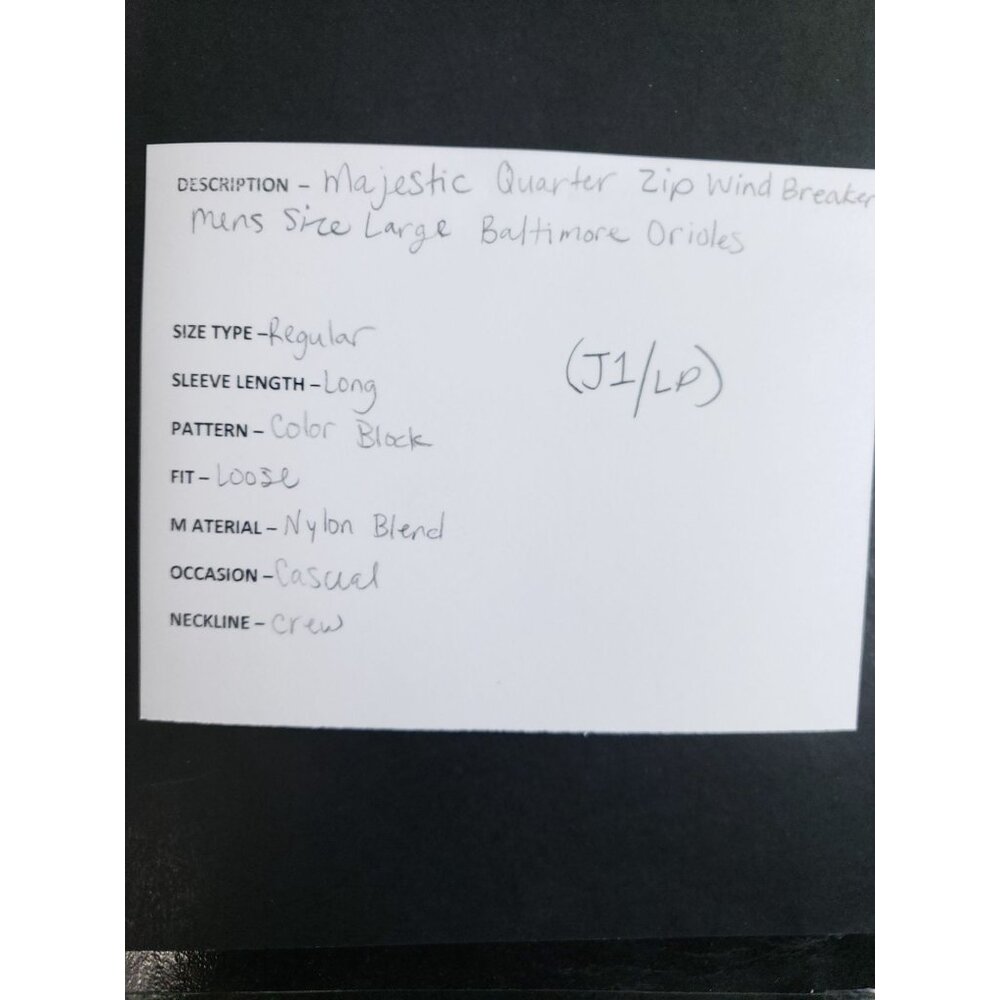 DESCRIPTION – Majestic Quarter Zip Wind Breaker
Mens Size Large Baltimore Orioles
SIZE TYPE – Regular
(J1/LP)
SLEEVE LENGTH – Long
PATTERN – Color Block
FIT – Loose
MATERIAL – Nylon Blend
OCCASION – Casual
NECKLINE – Crew